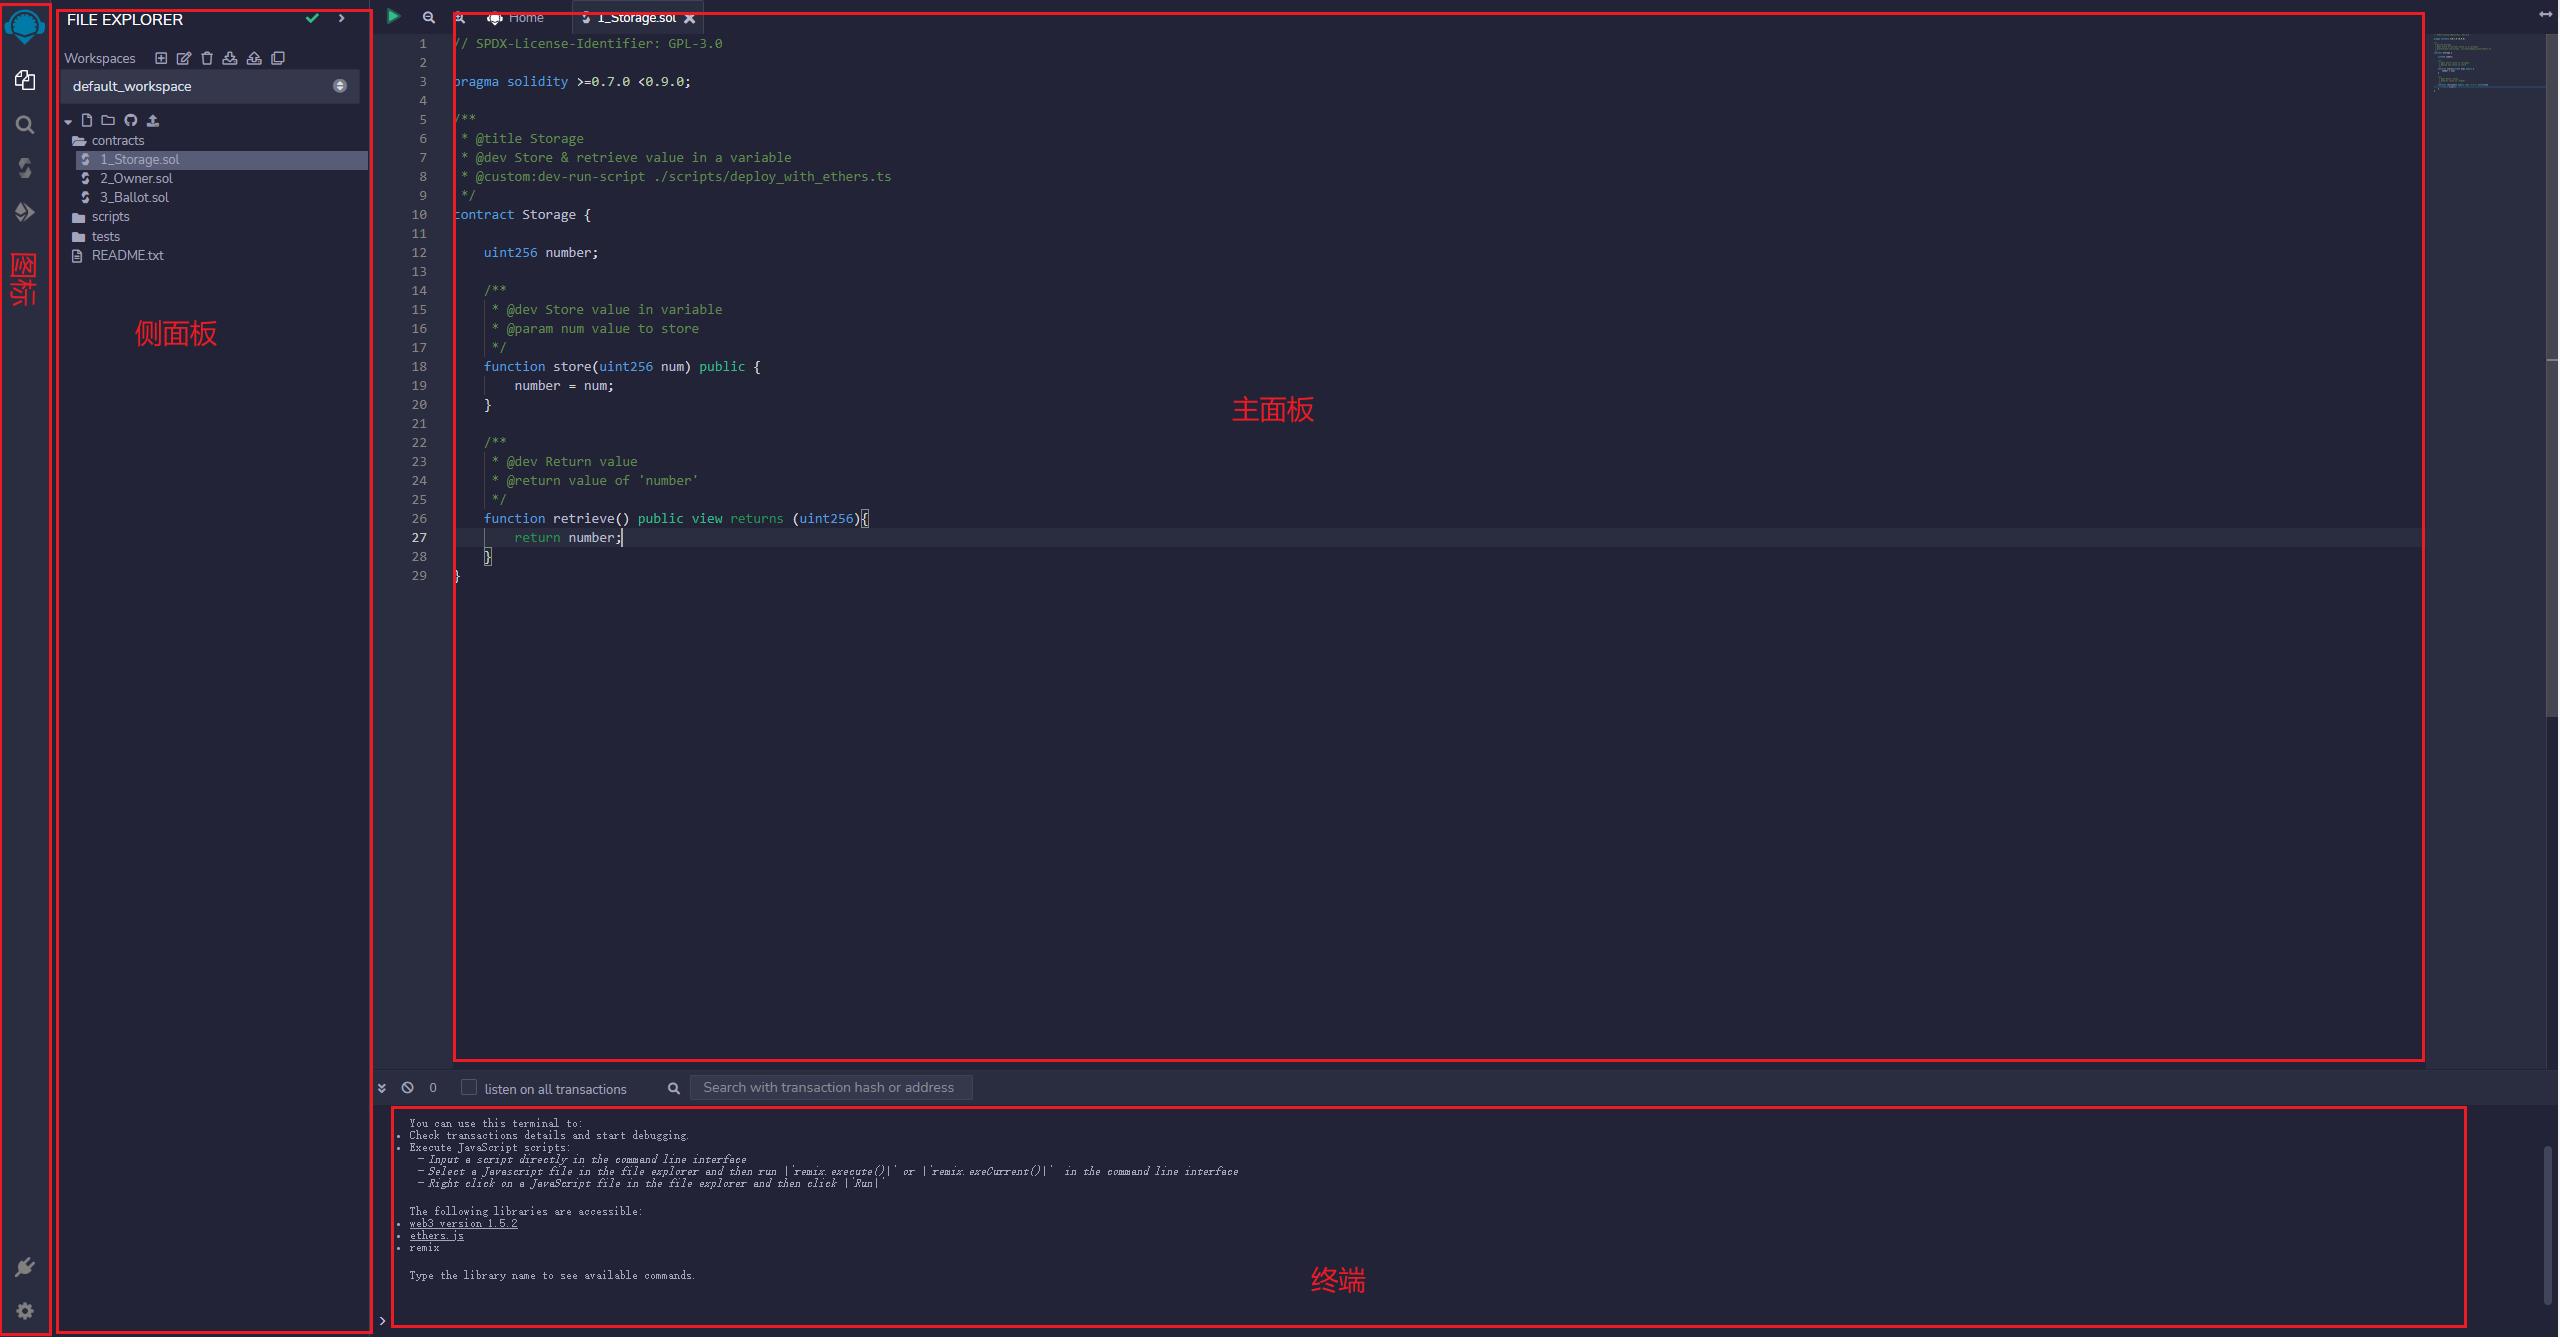 FILE EXPLORER
Workspaces
default_workspace
contracts
1_Storage.sol
2_Owner.sol
3_Ballot.sol
scripts
tests
README.txt
图标
侧面板
Home
1_Storage.sol
1 // SPDX-License-Identifier: GPL-3.0
2
3 pragma solidity >=0.7.0 <0.9.0;
4
5 /**
6 * @title Storage
7 * @dev Store & retrieve value in a variable
8 * @custom:dev-run-script ./scripts/deploy_with_ethers.ts
9 */
10 contract Storage {
11
12 uint256 number;
13
14 /**
15 * @dev Store value in variable
16 * @param num value to store
17 */
18 function store(uint256 num) public {
19 number = num;
20 }
21
22 /**
23 * @dev Return value
24 * @return value of 'number'
25 */
26 function retrieve() public view returns (uint256){
27 return number;
28 }
29 }
主面板
0 listen on all transactions Search with transaction hash or address
You can use this terminal to:
• Check transactions details and start debugging.
• Execute JavaScript scripts:
- Input a script directly in the command line interface
- Select a Javascript file in the file explorer and then run |`remix.execute()|` or |`remix.exeCurrent()|` in the command line interface
- Right click on a JavaScript file in the file explorer and then click |`Run|`
The following libraries are accessible:
• web3 version 1.5.2
• ethers.js
• remix
Type the library name to see available commands.
终端
>